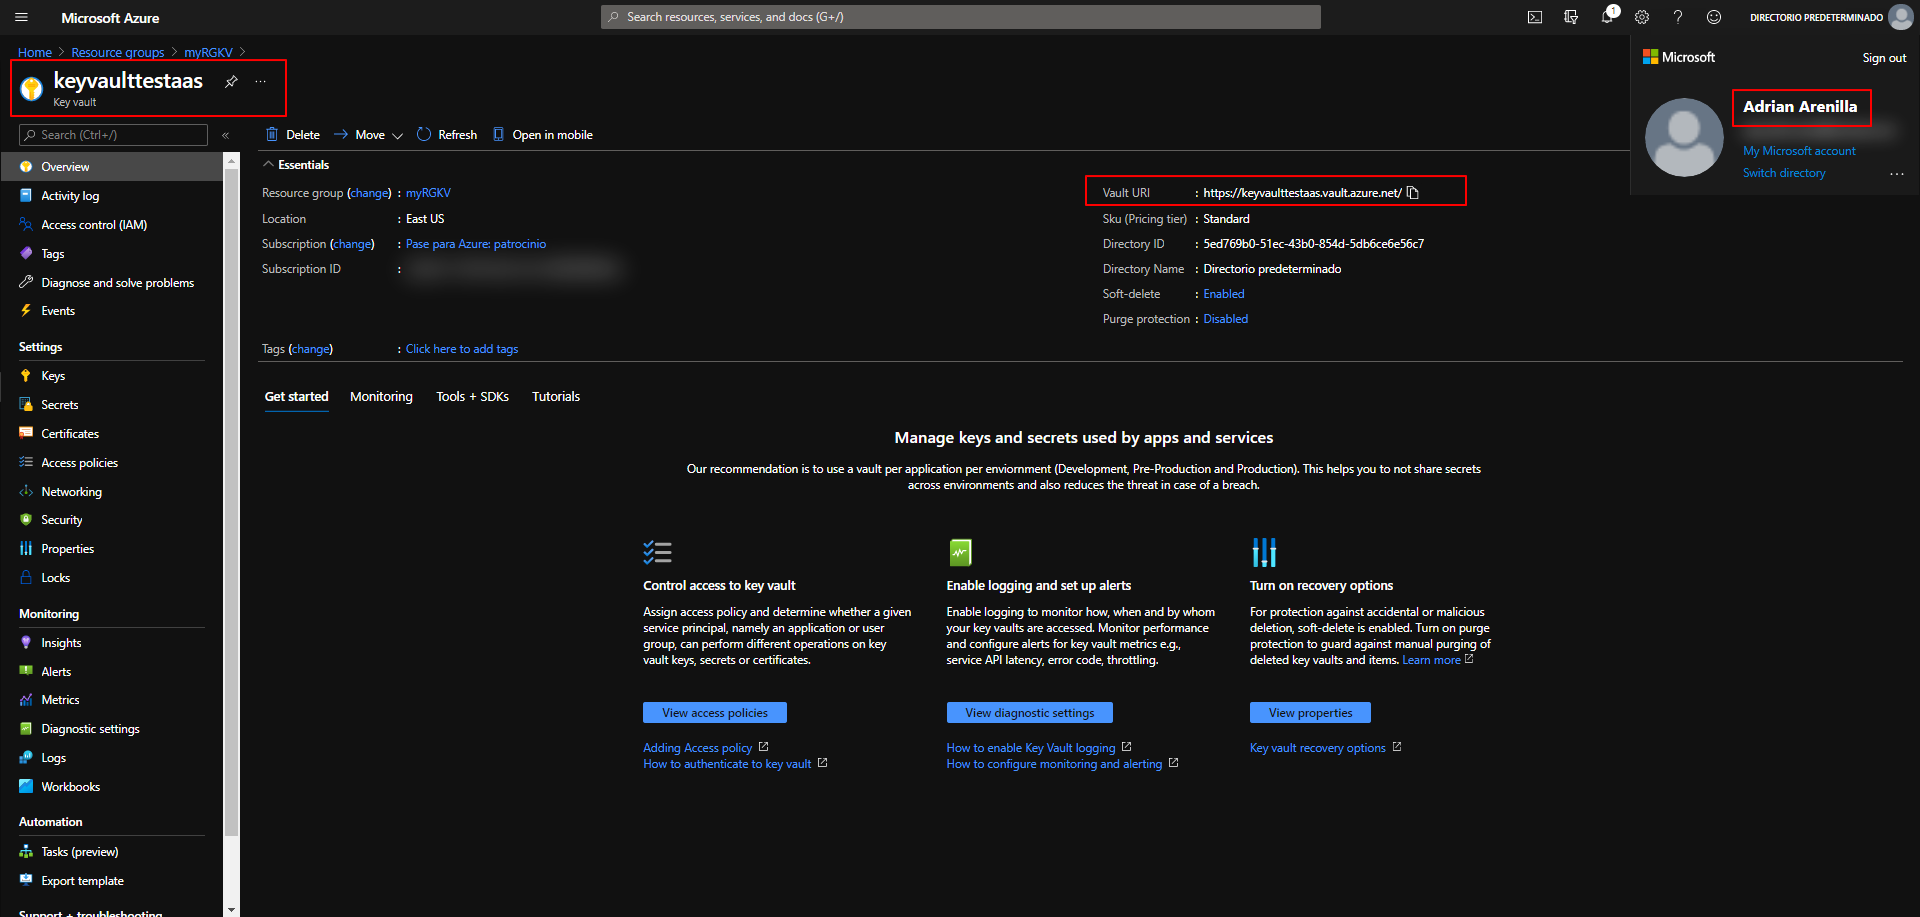 Microsoft Azure
Search resources, services, and docs (G+/)
1
DIRECTORIO PREDETERMINADO
Home > Resource groups > myRGKV >
keyvaulttestaas
Key vault
Microsoft
Sign out
Adrian Arenilla
My Microsoft account
Switch directory
Search (Ctrl+/)
Overview
Activity log
Access control (IAM)
Tags
Diagnose and solve problems
Events
Settings
Keys
Secrets
Certificates
Access policies
Networking
Security
Properties
Locks
Monitoring
Insights
Alerts
Metrics
Diagnostic settings
Logs
Workbooks
Automation
Tasks (preview)
Export template
Support + troubleshooting
Delete Move Refresh Open in mobile
Essentials
Resource group (change) : myRGKV
Location : East US
Subscription (change) : Pase para Azure: patrocinio
Subscription ID :
Vault URI : https://keyvaulttestaas.vault.azure.net/
Sku (Pricing tier) : Standard
Directory ID : 5ed769b0-51ec-43b0-854d-5db6ce6e56c7
Directory Name : Directorio predeterminado
Soft-delete : Enabled
Purge protection : Disabled
Tags (change) : Click here to add tags
Get started Monitoring Tools + SDKs Tutorials
Manage keys and secrets used by apps and services
Our recommendation is to use a vault per application per enviornment (Development, Pre-Production and Production). This helps you to not share secrets
across environments and also reduces the threat in case of a breach.
Control access to key vault
Assign access policy and determine whether a given
service principal, namely an application or user
group, can perform different operations on key
vault keys, secrets or certificates.
View access policies
Adding Access policy
How to authenticate to key vault
Enable logging and set up alerts
Enable logging to monitor how, when and by whom
your key vaults are accessed. Monitor performance
and configure alerts for key vault metrics e.g.,
service API latency, error code, throttling.
View diagnostic settings
How to enable Key Vault logging
How to configure monitoring and alerting
Turn on recovery options
For protection against accidental or malicious
deletion, soft-delete is enabled. Turn on purge
protection to guard against manual purging of
deleted key vaults and items. Learn more
View properties
Key vault recovery options